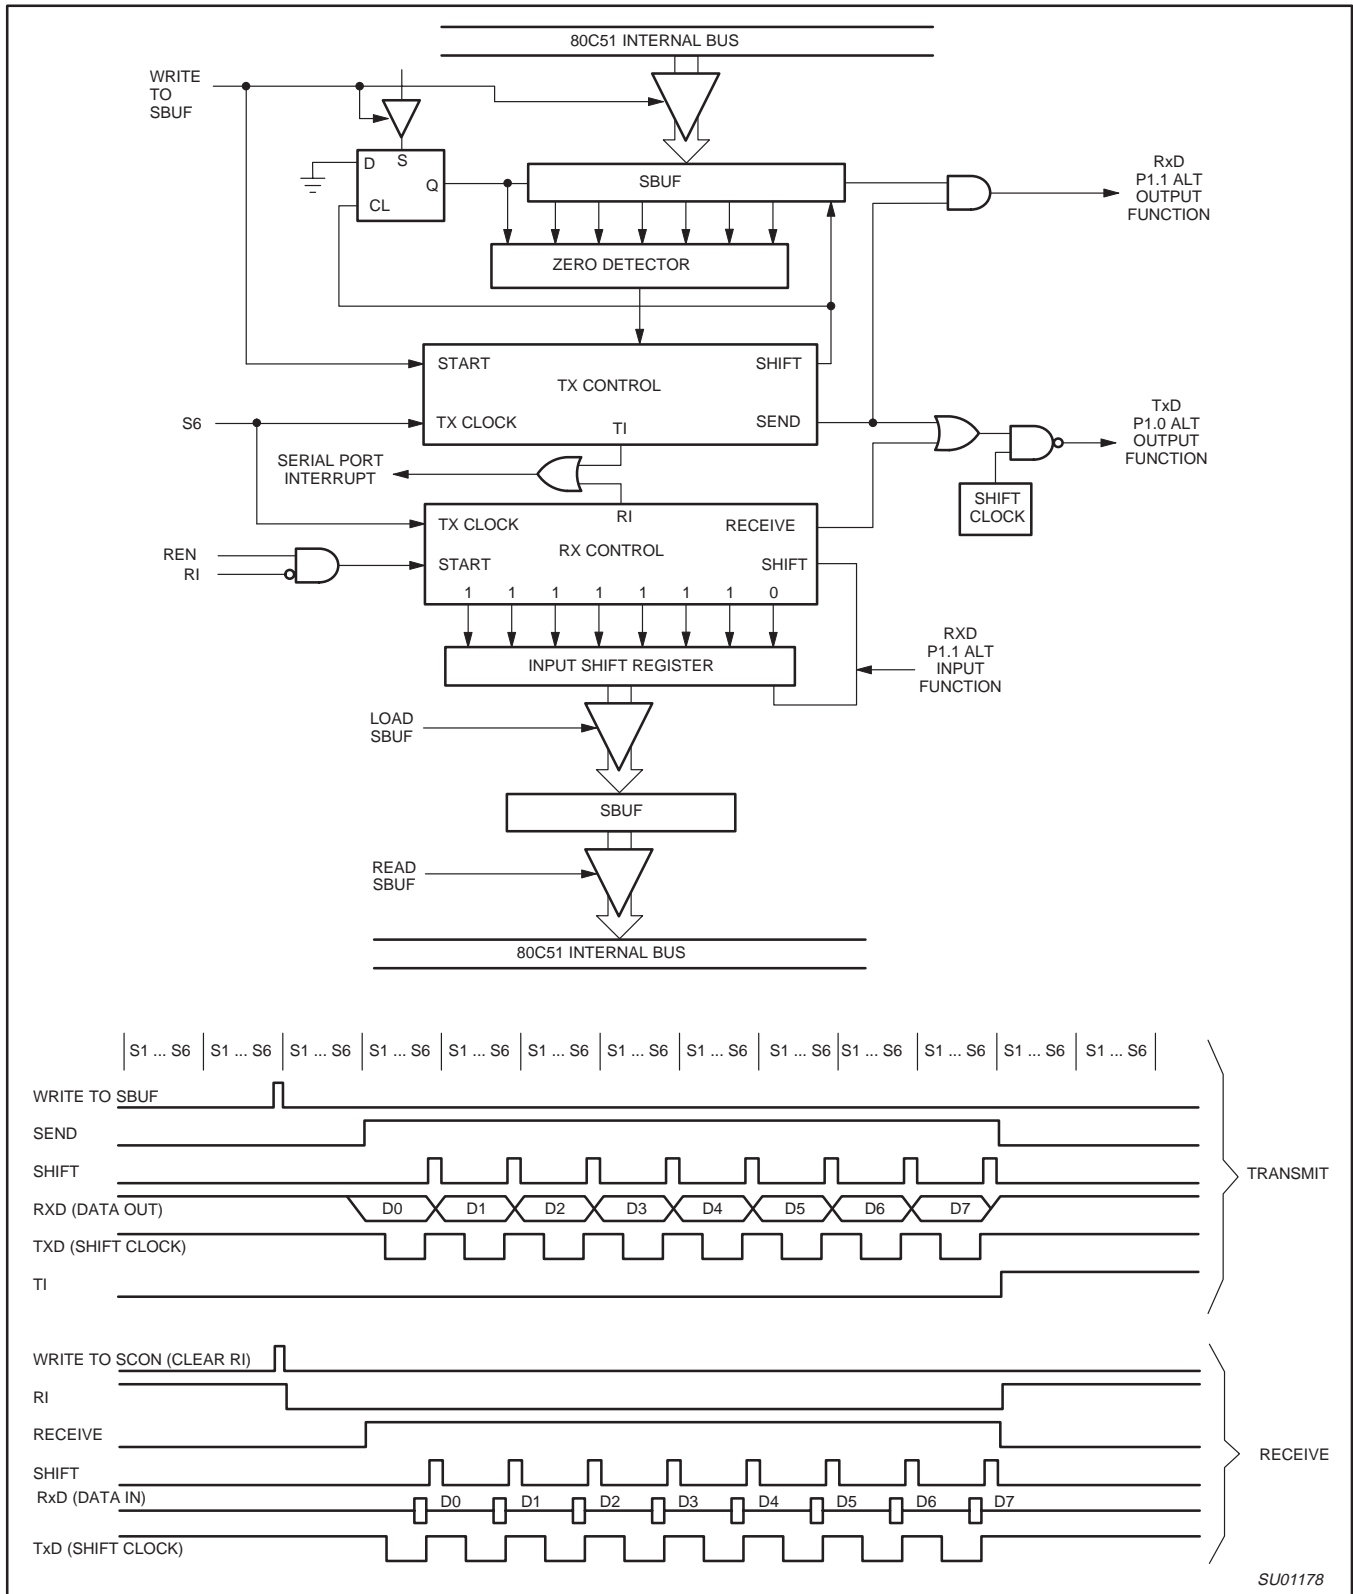 80C51 INTERNAL BUS
WRITE
TO
SBUF
D
S
Q
CL
SBUF
ZERO DETECTOR
RxD
P1.1 ALT
OUTPUT
FUNCTION
START
SHIFT
TX CONTROL
S6
TX CLOCK
TI
SEND
TxD
P1.0 ALT
OUTPUT
FUNCTION
SERIAL PORT
INTERRUPT
SHIFT
CLOCK
TX CLOCK
RI
RECEIVE
REN
RI
RX CONTROL
START
SHIFT
1 1 1 1 1 1 1 0
INPUT SHIFT REGISTER
RXD
P1.1 ALT
INPUT
FUNCTION
LOAD
SBUF
SBUF
READ
SBUF
80C51 INTERNAL BUS
S1 ... S6 S1 ... S6 S1 ... S6 S1 ... S6 S1 ... S6 S1 ... S6 S1 ... S6 S1 ... S6 S1 ... S6 S1 ... S6 S1 ... S6 S1 ... S6 S1 ... S6
WRITE TO SBUF
SEND
SHIFT
TRANSMIT
RXD (DATA OUT) D0 D1 D2 D3 D4 D5 D6 D7
TXD (SHIFT CLOCK)
TI
WRITE TO SCON (CLEAR RI)
RI
RECEIVE
RECEIVE
SHIFT
RxD (DATA IN) D0 D1 D2 D3 D4 D5 D6 D7
TxD (SHIFT CLOCK)
SU01178